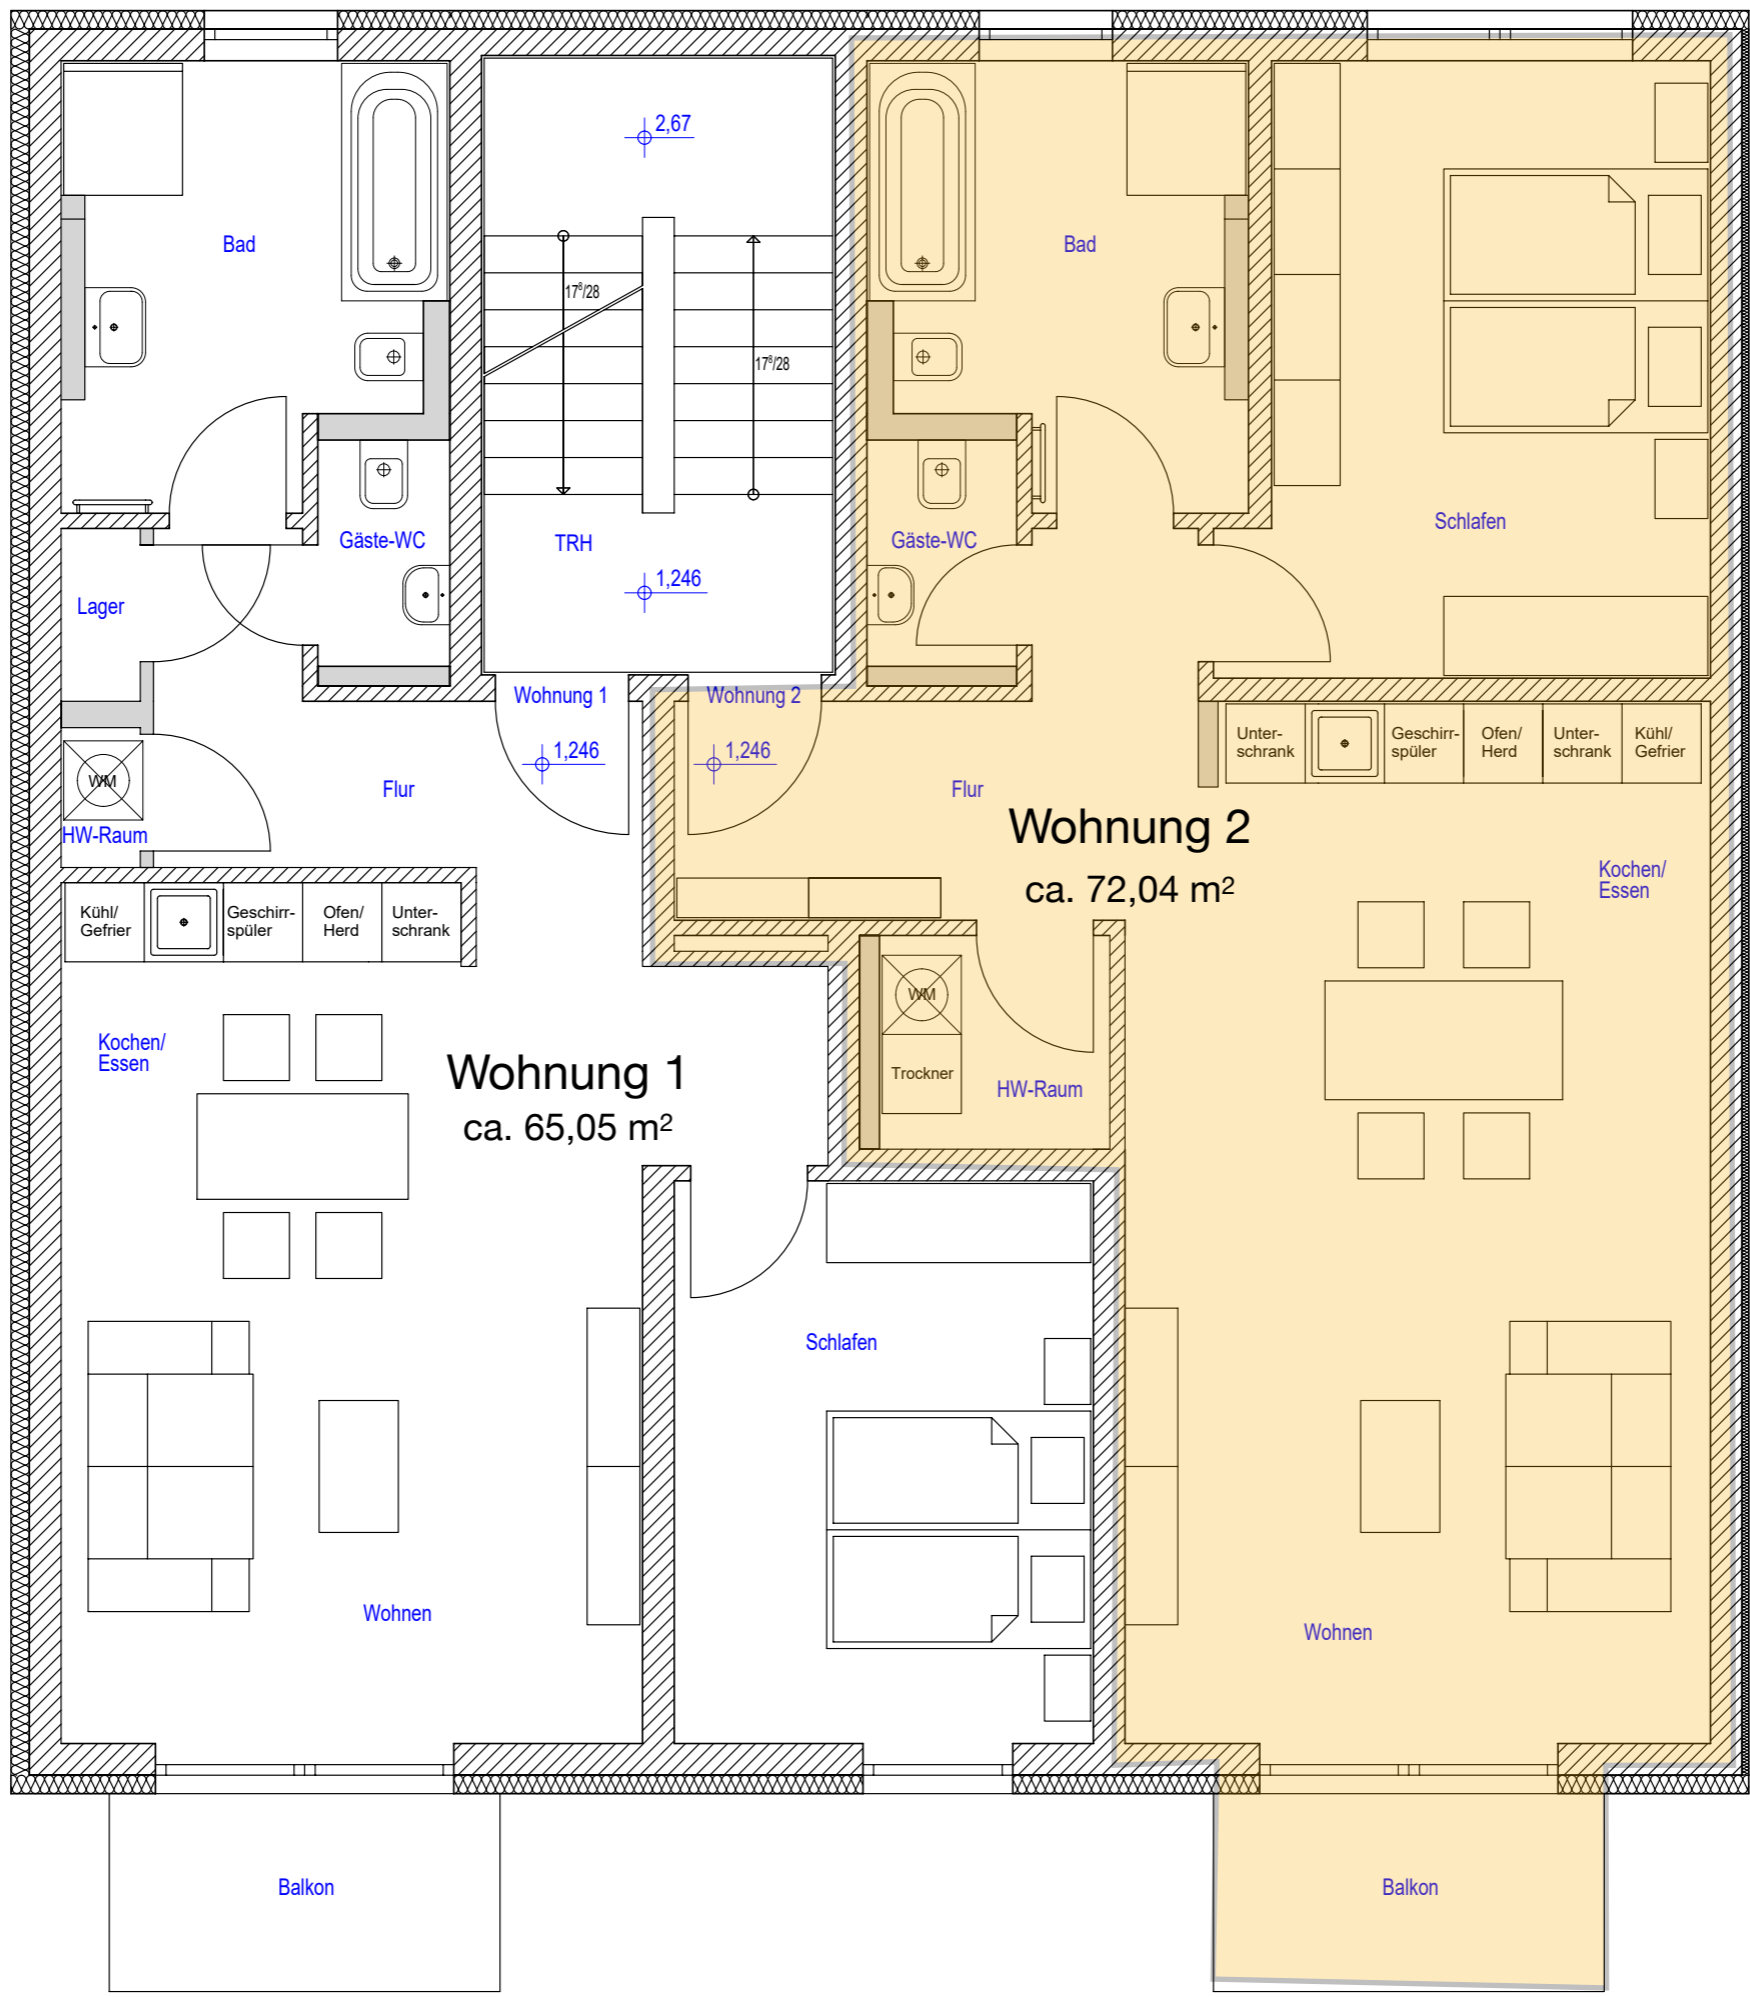 2,67
Bad
Bad
17⁸/28
17⁸/28
Gäste-WC
TRH
Gäste-WC
Schlafen
1,246
Lager
Wohnung 1
Wohnung 2
Unter-
schrank
Geschirr-
spüler
Ofen/
Herd
Unter-
schrank
Kühl/
Gefrier
1,246
1,246
WM
Flur
Flur
HW-Raum
Wohnung 2
ca. 72,04 m²
Kochen/
Essen
Kühl/
Gefrier
Geschirr-
spüler
Ofen/
Herd
Unter-
schrank
WM
Trockner
HW-Raum
Kochen/
Essen
Wohnung 1
ca. 65,05 m²
Schlafen
Wohnen
Wohnen
Balkon
Balkon